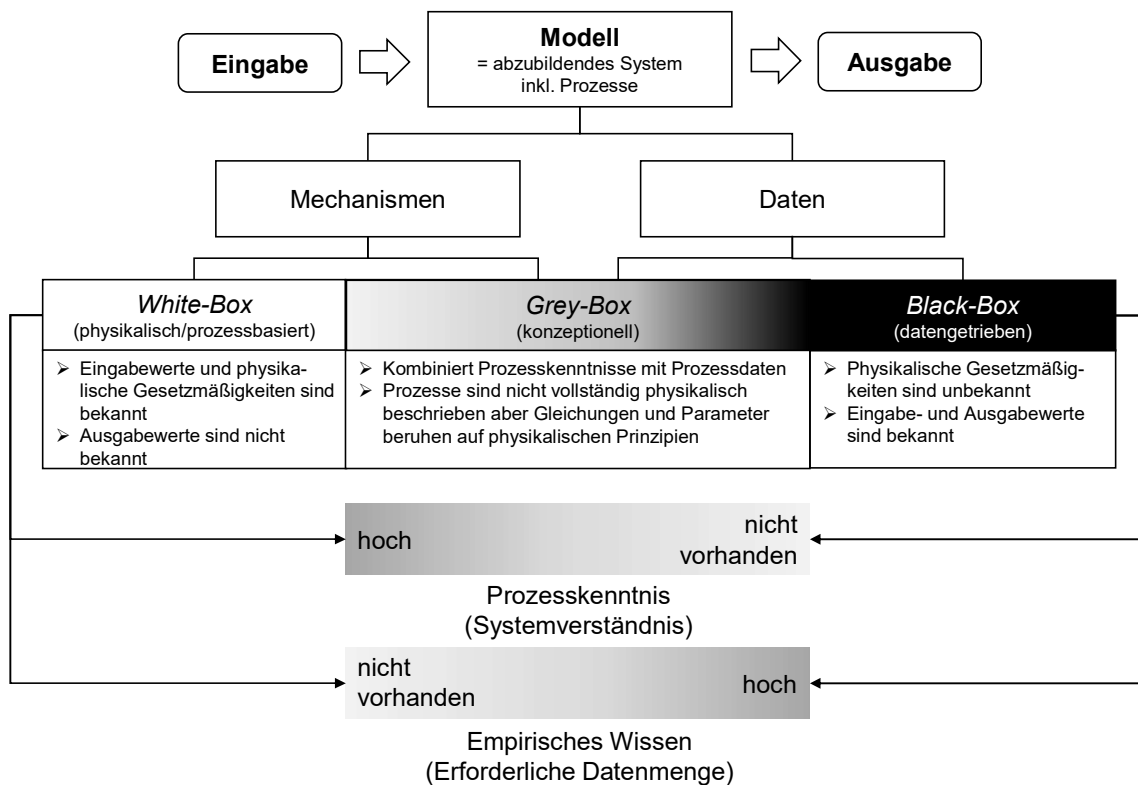 Eingabe
Modell
= abzubildendes System
inkl. Prozesse
Ausgabe
Mechanismen
Daten
White-Box
(physikalisch/prozessbasiert)
Grey-Box
(konzeptionell)
Black-Box
(datengetrieben)
➢ Eingabewerte und physika-
lische Gesetzmäßigkeiten sind
bekannt
➢ Ausgabewerte sind nicht
bekannt
➢ Kombiniert Prozesskenntnisse mit Prozessdaten
➢ Prozesse sind nicht vollständig physikalisch
beschrieben aber Gleichungen und Parameter
beruhen auf physikalischen Prinzipien
➢ Physikalische Gesetzmäßig-
keiten sind unbekannt
➢ Eingabe- und Ausgabewerte
sind bekannt
hoch
nicht
vorhanden
Prozesskenntnis
(Systemverständnis)
nicht
vorhanden
hoch
Empirisches Wissen
(Erforderliche Datenmenge)